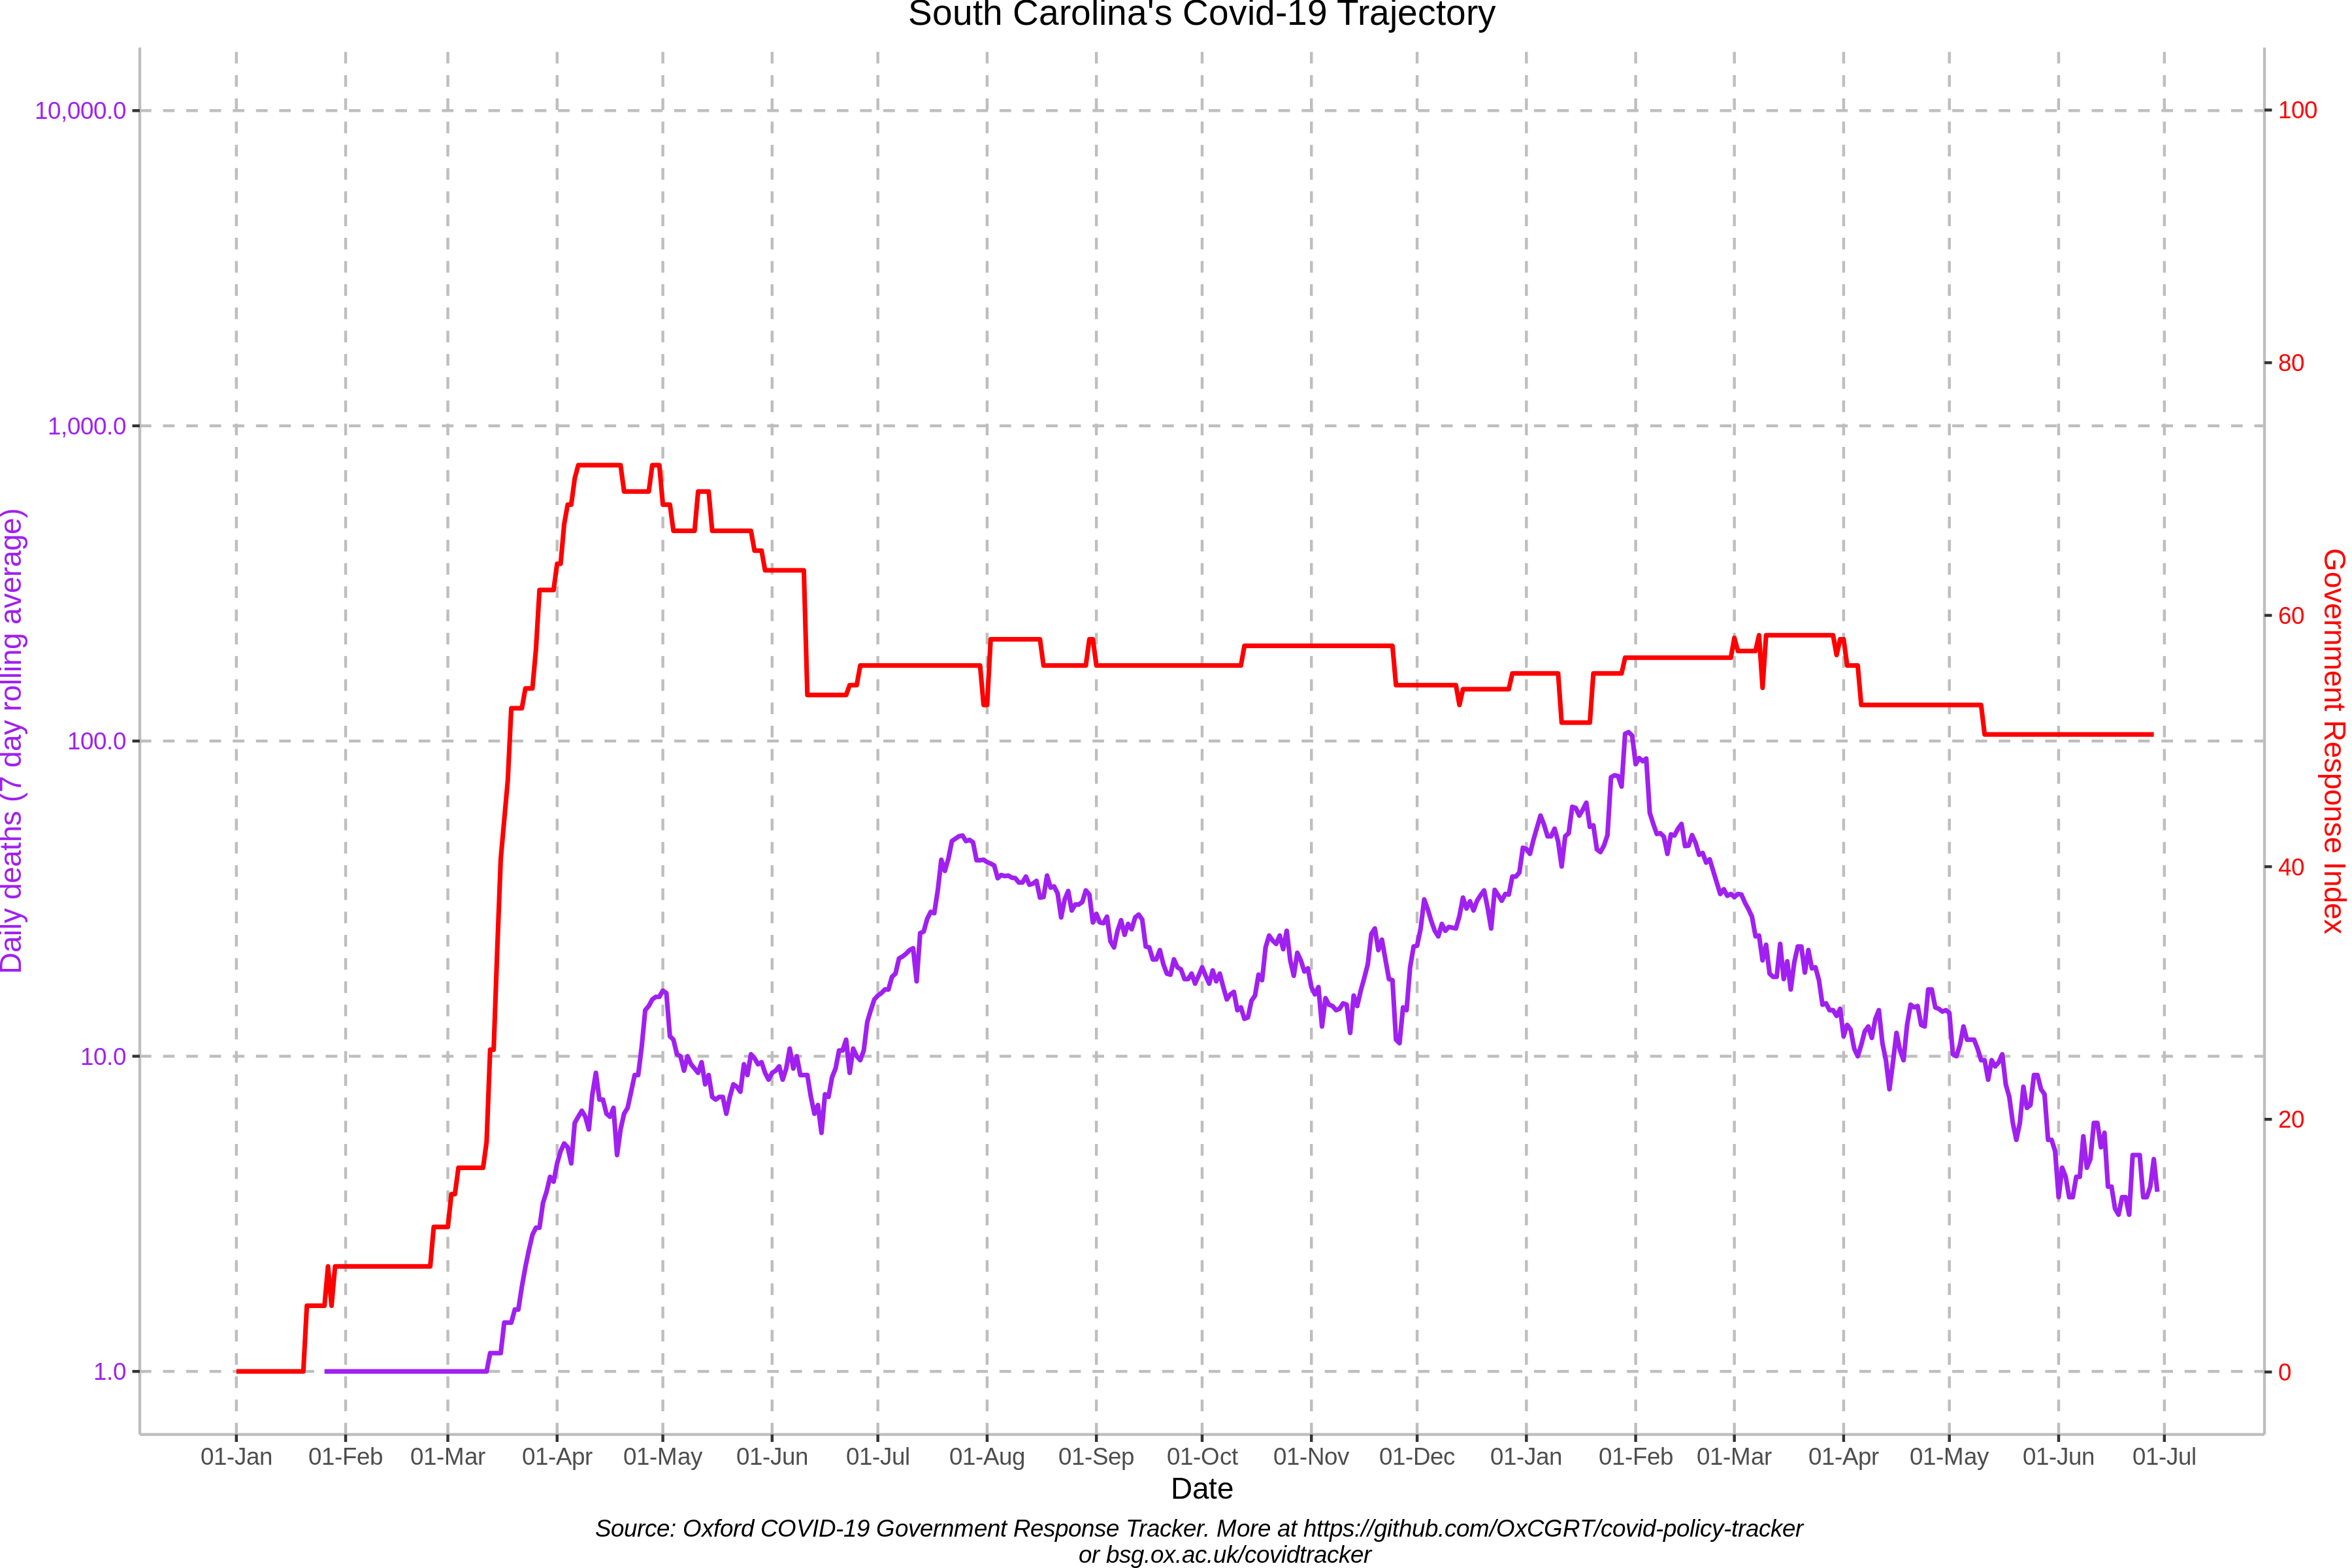 South Carolina's Covid-19 Trajectory
10,000.0
1,000.0
100.0
10.0
1.0
Daily deaths (7 day rolling average)
100
80
60
40
20
0
Government Response Index
01-Jan 01-Feb 01-Mar 01-Apr 01-May 01-Jun 01-Jul 01-Aug 01-Sep 01-Oct 01-Nov 01-Dec 01-Jan 01-Feb 01-Mar 01-Apr 01-May 01-Jun 01-Jul
Date
Source: Oxford COVID-19 Government Response Tracker. More at https://github.com/OxCGRT/covid-policy-tracker
or bsg.ox.ac.uk/covidtracker